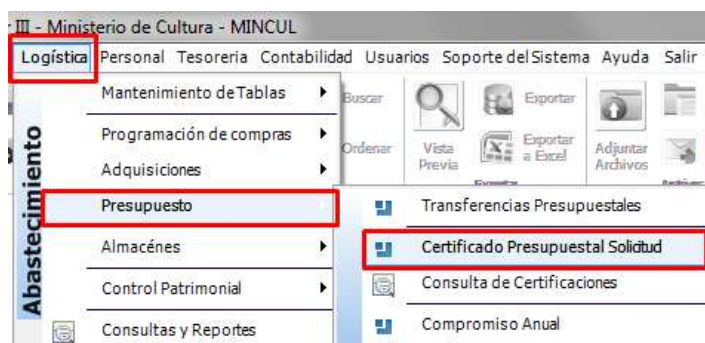 III - Ministerio de Cultura - MINCUL
Logística Personal Tesoreria Contabilidad Usuarios Soporte del Sistema Ayuda Salir
Abastecimiento
Mantenimiento de Tablas
Programación de compras
Adquisiciones
Presupuesto
Almacénes
Control Patrimonial
Consultas y Reportes
Buscar
Ordenar
Vista
Previa
Exportar
Exportar
a Excel
Adjuntar
Archivos
Transferencias Presupuestales
Certificado Presupuestal Solicitud
Consulta de Certificaciones
Compromiso Anual